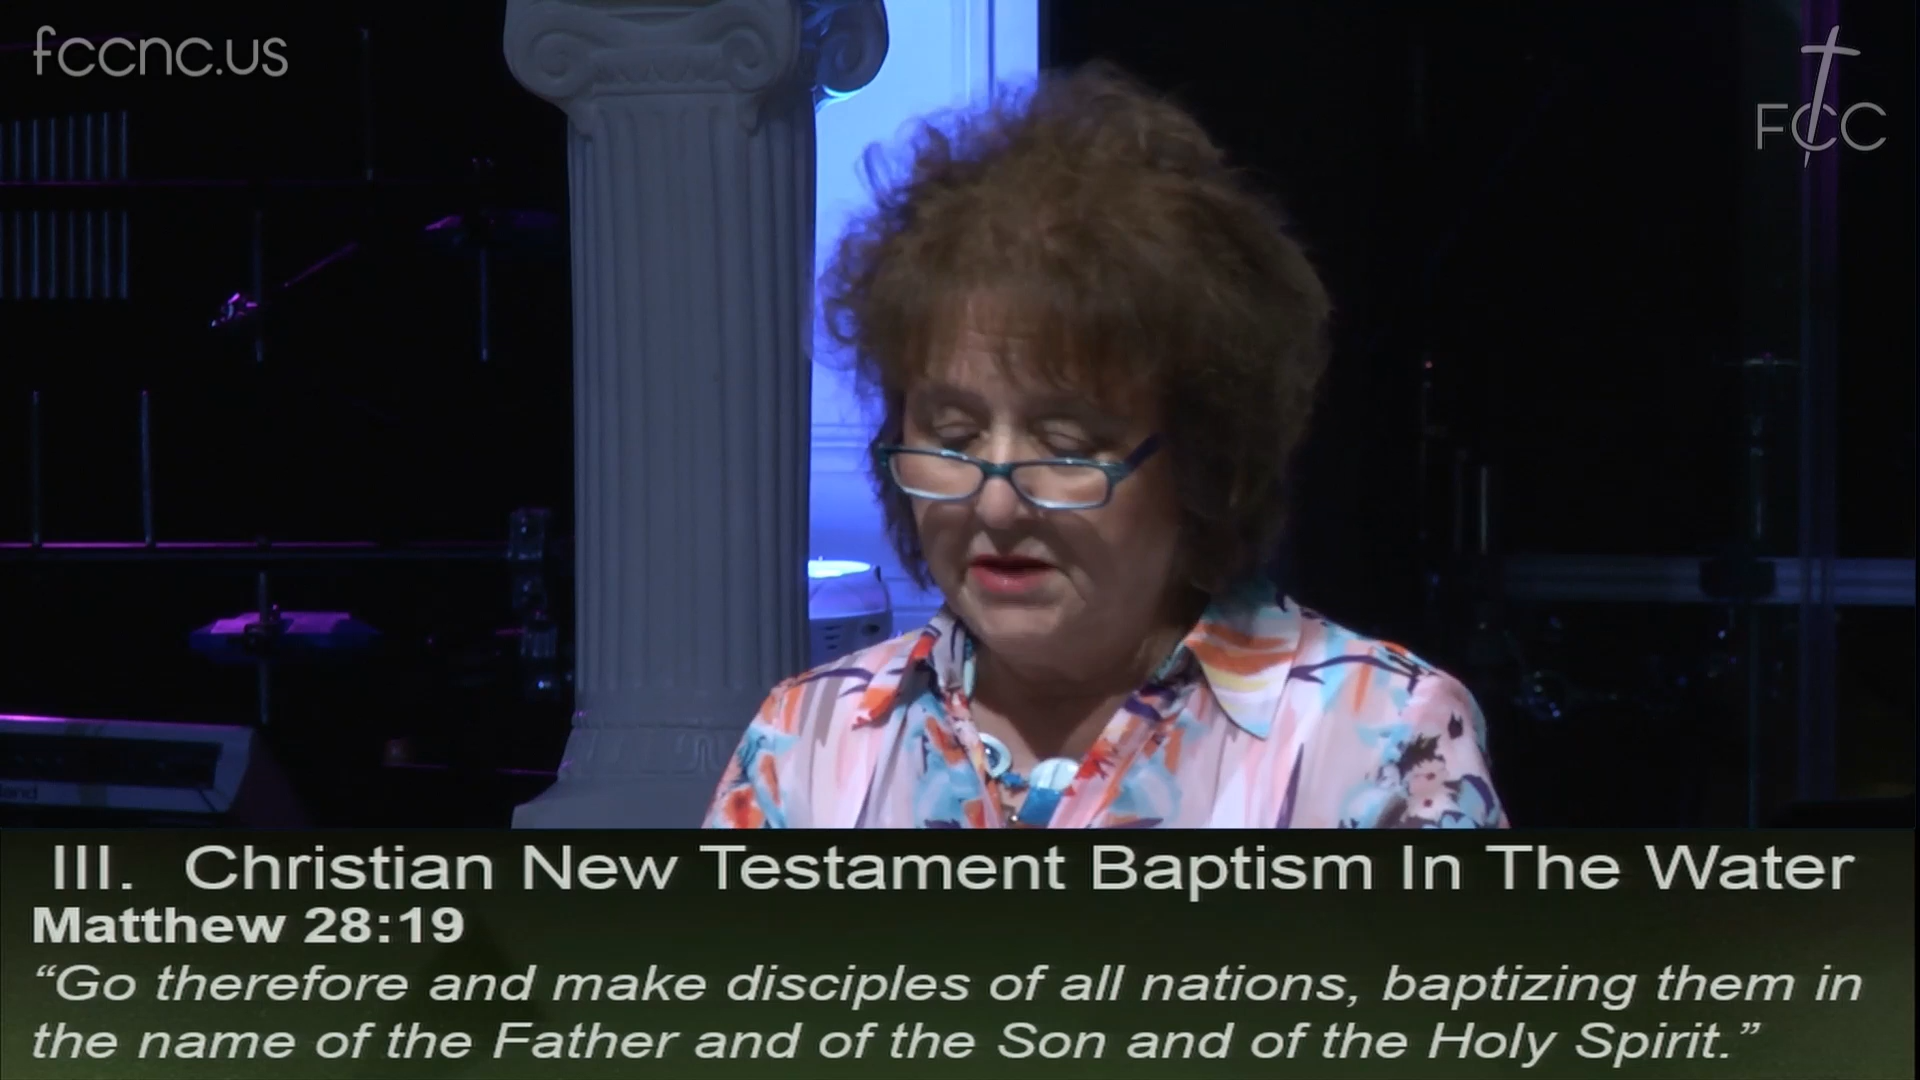 fccnc.us
FCC
III. Christian New Testament Baptism In The Water
Matthew 28:19
“Go therefore and make disciples of all nations, baptizing them in
the name of the Father and of the Son and of the Holy Spirit.”